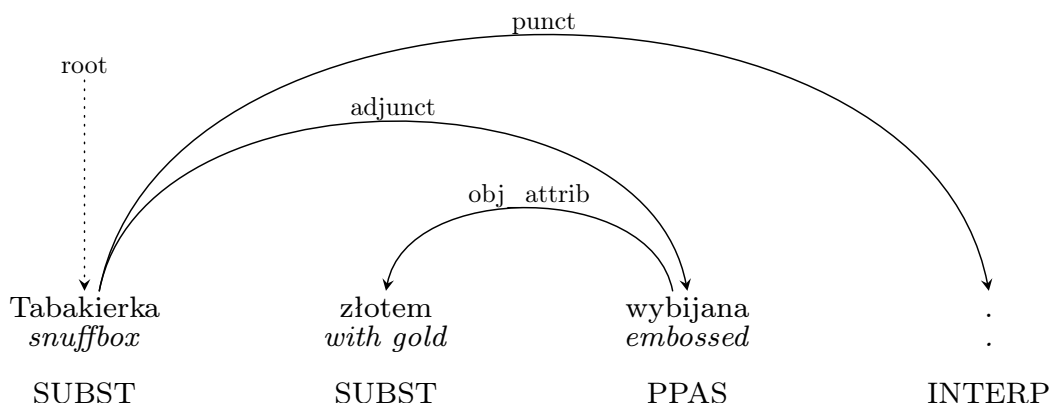 punct
root
adjunct
obj_attrib
Tabakierka złotem wybijana .
snuffbox with gold embossed .
SUBST SUBST PPAS INTERP